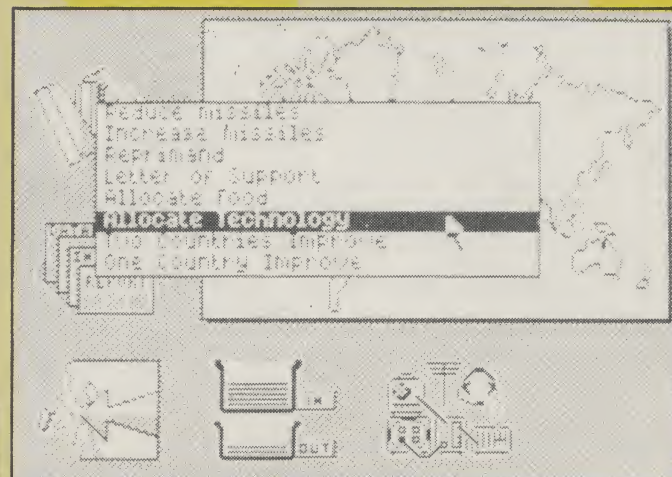 Reduce missiles
Increase missiles
Reprimand
Letter of Support
Allocate food
Allocate Technology
Two Countries Improve
One Country Improve
REPORT
IN
OUT